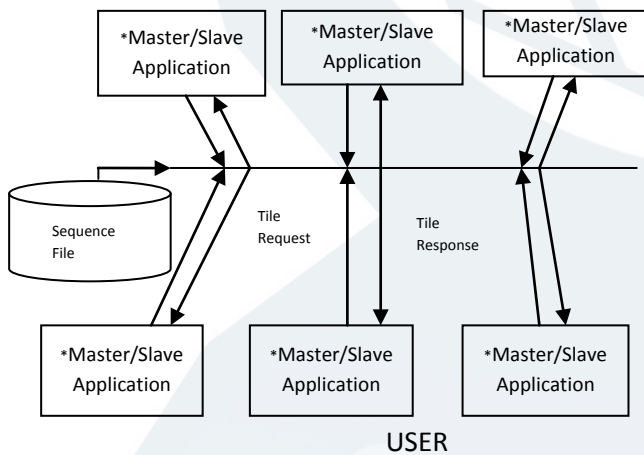 *Master/Slave
Application
*Master/Slave
Application
*Master/Slave
Application
Sequence
File
Tile
Request
Tile
Response
*Master/Slave
Application
*Master/Slave
Application
*Master/Slave
Application
USER